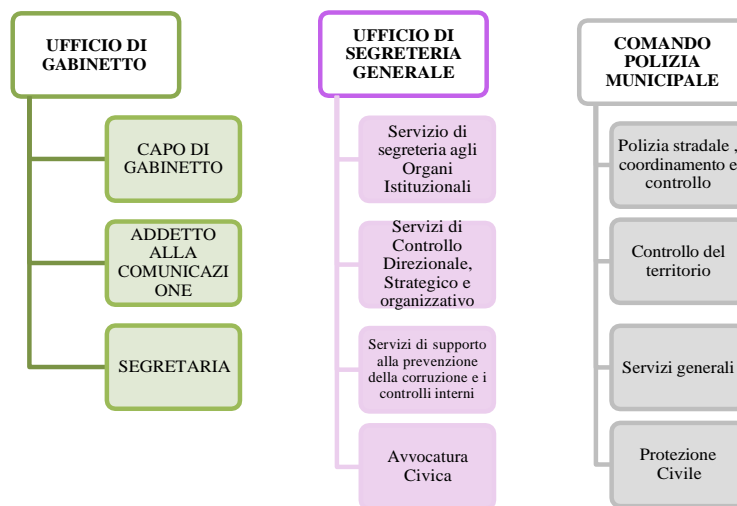 UFFICIO DI
GABINETTO
CAPO DI
GABINETTO
ADDETTO
ALLA
COMUNICAZI
ONE
SEGRETARIA
UFFICIO DI
SEGRETERIA
GENERALE
Servizio di
segreteria agli
Organi
Istituzionali
Servizi di
Controllo
Direzionale,
Strategico e
organizzativo
Servizi di supporto
alla prevenzione
della corruzione e i
controlli interni
Avvocatura
Civica
COMANDO
POLIZIA
MUNICIPALE
Polizia stradale ,
coordinamento e
controllo
Controllo del
territorio
Servizi generali
Protezione
Civile